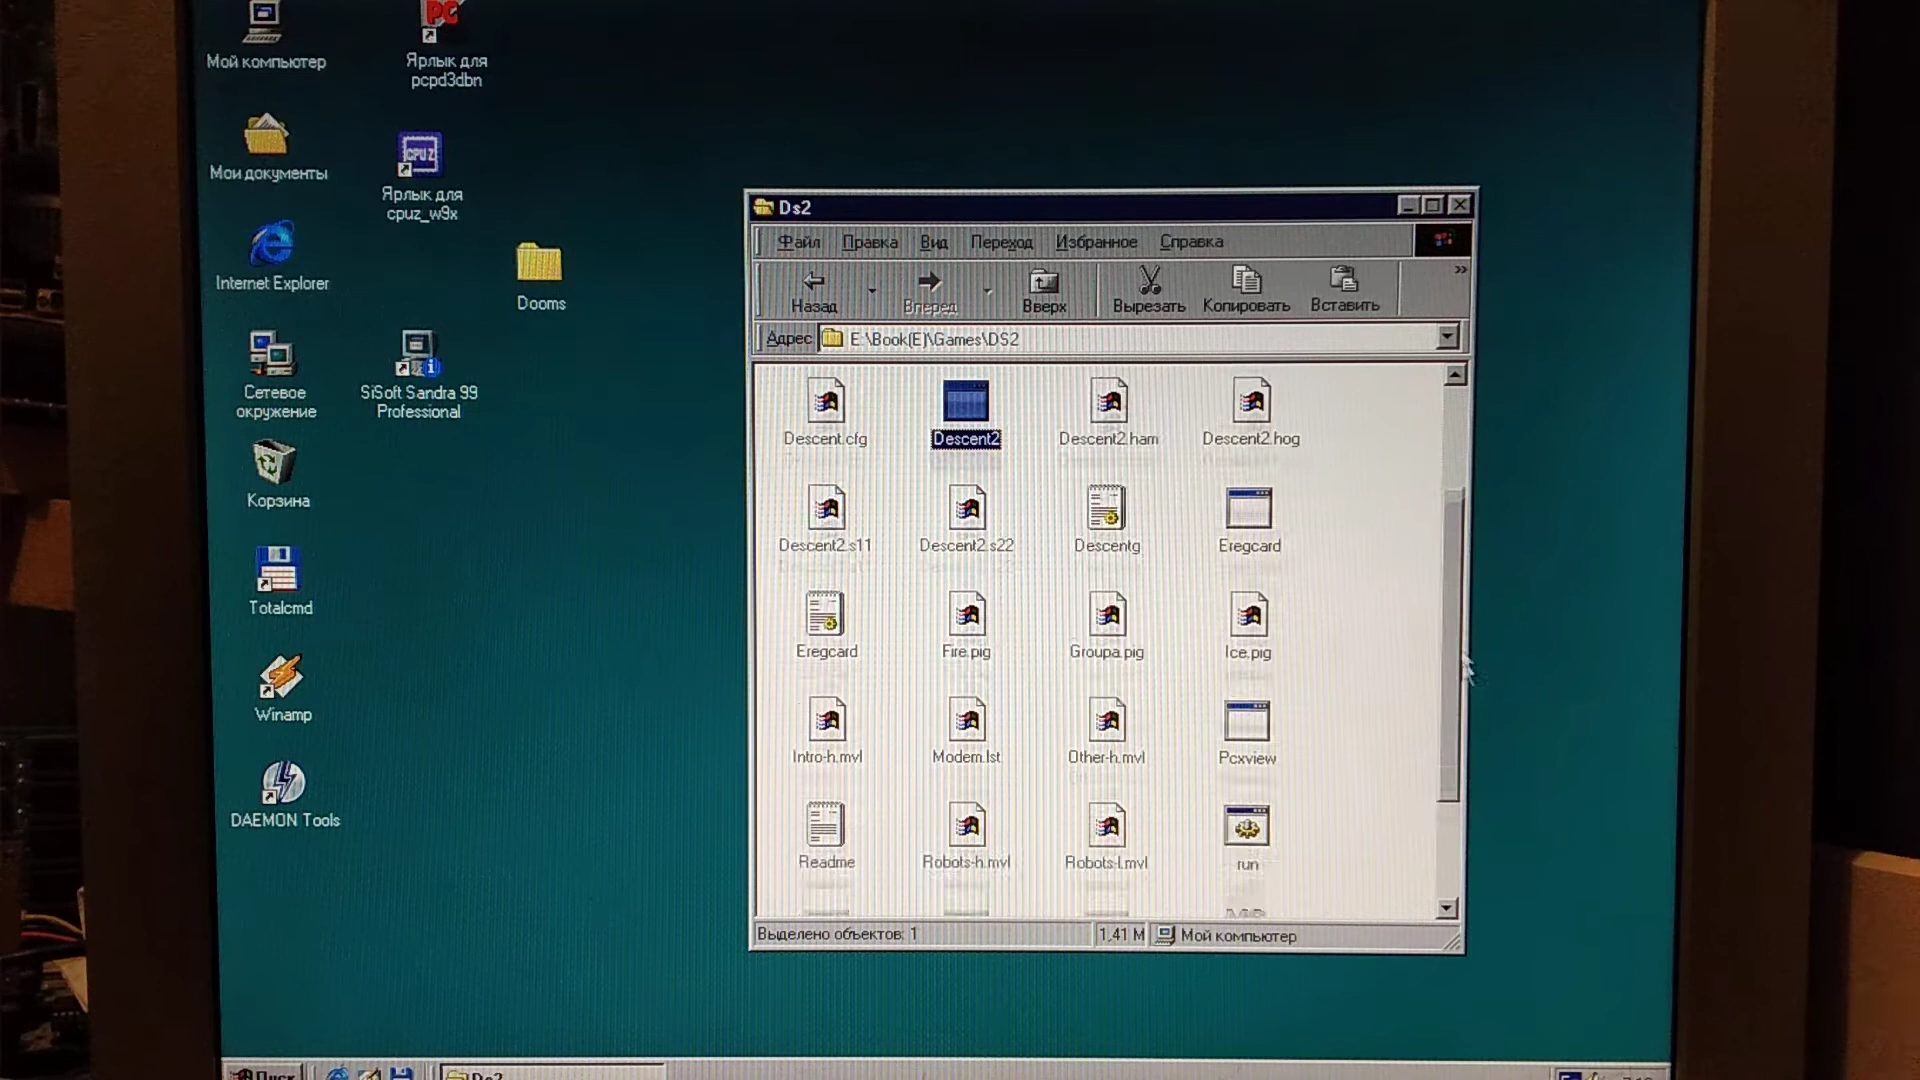 Мой компьютер
PC
Ярлык для
pcpd3dbn
Мои документы
CPU Z
Ярлык для
cpuz_w9x
Internet Explorer
Dooms
Сетевое
окружение
SiSoft Sandra 99
Professional
Корзина
Totalcmd
Winamp
DAEMON Tools
Ds2
Файл Правка Вид Переход Избранное Справка
Назад Вперед Вверх Вырезать Копировать Вставить »
Адрес E:\Book(E)\Games\DS2
Descent.cfg Descent2 Descent2.ham Descent2.hog
Descent2.s11 Descent2.s22 Descentg Eregcard
Eregcard Fire.pig Groupa.pig Ice.pig
Intro-h.mvl Modem.lst Other-h.mvl Pcxview
Readme Robots-h.mvl Robots-l.mvl run
Выделено объектов: 1 1,41 М Мой компьютер
Пуск Ds2